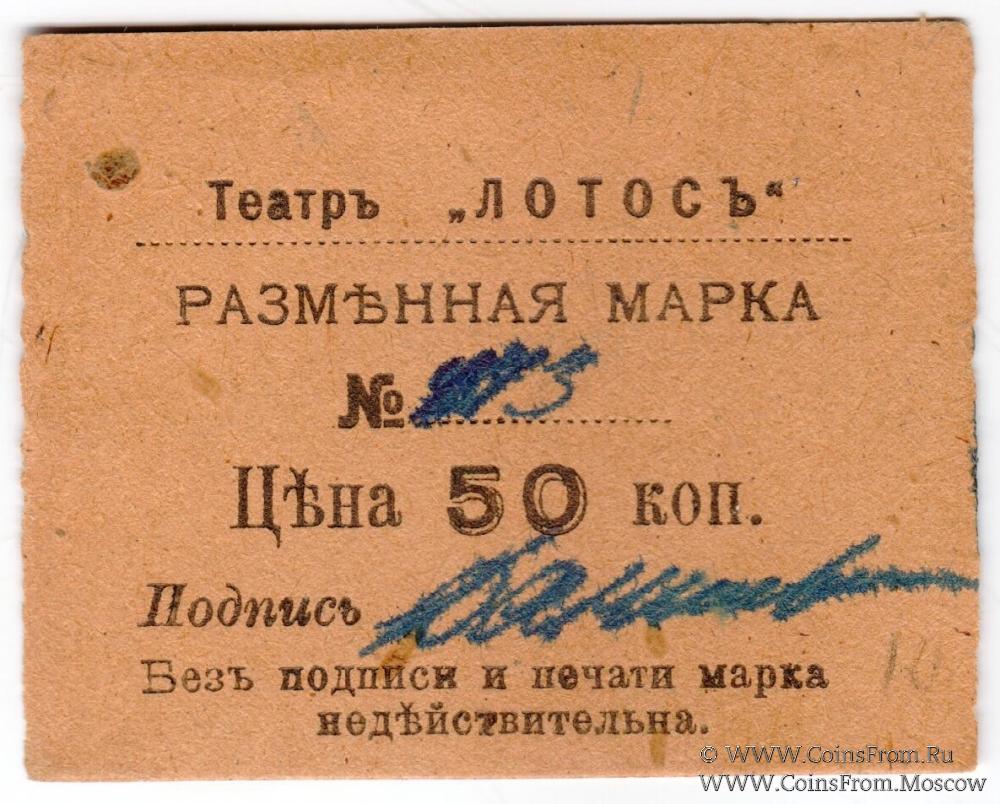 Театръ „ЛОТОСЪ“
РАЗМѢННАЯ МАРКА
№
Цѣна 50 коп.
Подпись
Безъ подписи и печати марка
недѣйствительна.
10
© WWW.CoinsFrom.Ru
WWW.CoinsFrom.Moscow